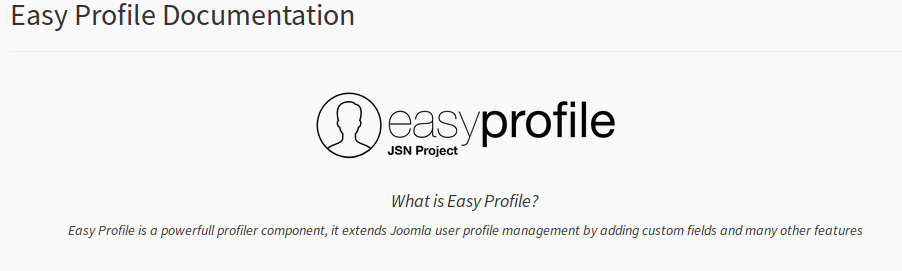 Easy Profile Documentation
easyprofile
JSN Project
What is Easy Profile?
Easy Profile is a powerfull profiler component, it extends Joomla user profile management by adding custom fields and many other features